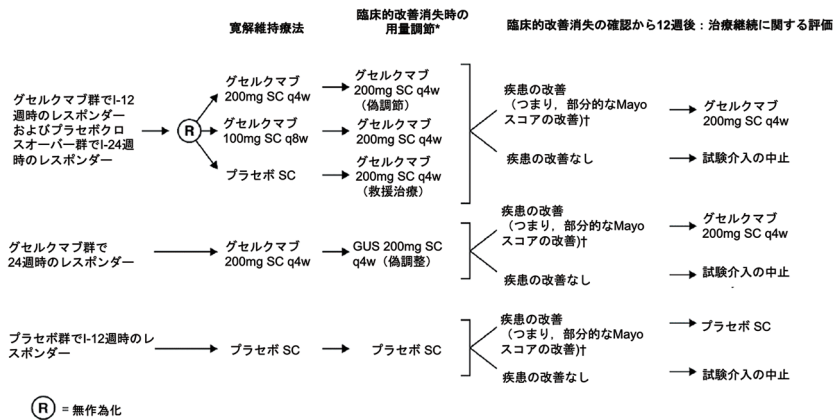 寛解維持療法
臨床的改善消失時の
用量調節*
臨床的改善消失の確認から12週後：治療継続に関する評価
グセルクマブ群でI-12
週時のレスポンダー
およびプラセボクロ
スオーバー群でI-24週
時のレスポンダー
R
グセルクマブ
200mg SC q4w
グセルクマブ
200mg SC q4w
（偽調節）
グセルクマブ
100mg SC q8w
グセルクマブ
200mg SC q4w
プラセボ SC
グセルクマブ
200mg SC q4w
（救援治療）
疾患の改善
（つまり，部分的なMayo
スコアの改善)†
グセルクマブ
200mg SC q4w
疾患の改善なし
試験介入の中止
グセルクマブ群で
24週時のレスポンダー
グセルクマブ
200mg SC q4w
GUS 200mg SC
q4w（偽調整）
疾患の改善
（つまり，部分的なMayo
スコアの改善)†
グセルクマブ
200mg SC q4w
疾患の改善なし
試験介入の中止
プラセボ群でI-12週時のレ
スポンダー
プラセボ SC
プラセボ SC
疾患の改善
（つまり，部分的なMayo
スコアの改善)†
プラセボ SC
疾患の改善なし
試験介入の中止
R = 無作為化